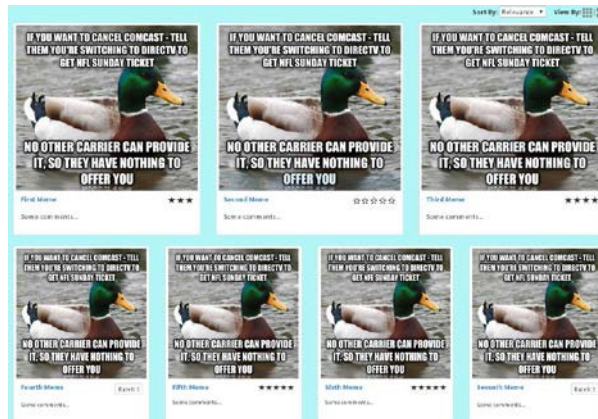 Sort By: Relevance View By:
IF YOU WANT TO CANCEL COMCAST - TELL
THEM YOU'RE SWITCHING TO DIRECTV TO
GET NFL SUNDAY TICKET
NO OTHER CARRIER CAN PROVIDE
IT, SO THEY HAVE NOTHING TO
OFFER YOU
First Meme
Some comments...
IF YOU WANT TO CANCEL COMCAST - TELL
THEM YOU'RE SWITCHING TO DIRECTV TO
GET NFL SUNDAY TICKET
NO OTHER CARRIER CAN PROVIDE
IT, SO THEY HAVE NOTHING TO
OFFER YOU
Second Meme
Some comments...
IF YOU WANT TO CANCEL COMCAST - TELL
THEM YOU'RE SWITCHING TO DIRECTV TO
GET NFL SUNDAY TICKET
NO OTHER CARRIER CAN PROVIDE
IT, SO THEY HAVE NOTHING TO
OFFER YOU
Third Meme
Some comments...
IF YOU WANT TO CANCEL COMCAST - TELL
THEM YOU'RE SWITCHING TO DIRECTV TO
GET NFL SUNDAY TICKET
NO OTHER CARRIER CAN PROVIDE
IT, SO THEY HAVE NOTHING TO
OFFER YOU
Fourth Meme Rate It
Some comments...
IF YOU WANT TO CANCEL COMCAST - TELL
THEM YOU'RE SWITCHING TO DIRECTV TO
GET NFL SUNDAY TICKET
NO OTHER CARRIER CAN PROVIDE
IT, SO THEY HAVE NOTHING TO
OFFER YOU
Fifth Meme
Some comments...
IF YOU WANT TO CANCEL COMCAST - TELL
THEM YOU'RE SWITCHING TO DIRECTV TO
GET NFL SUNDAY TICKET
NO OTHER CARRIER CAN PROVIDE
IT, SO THEY HAVE NOTHING TO
OFFER YOU
Sixth Meme
Some comments...
IF YOU WANT TO CANCEL COMCAST - TELL
THEM YOU'RE SWITCHING TO DIRECTV TO
GET NFL SUNDAY TICKET
NO OTHER CARRIER CAN PROVIDE
IT, SO THEY HAVE NOTHING TO
OFFER YOU
Meme Rate It
Some comments...